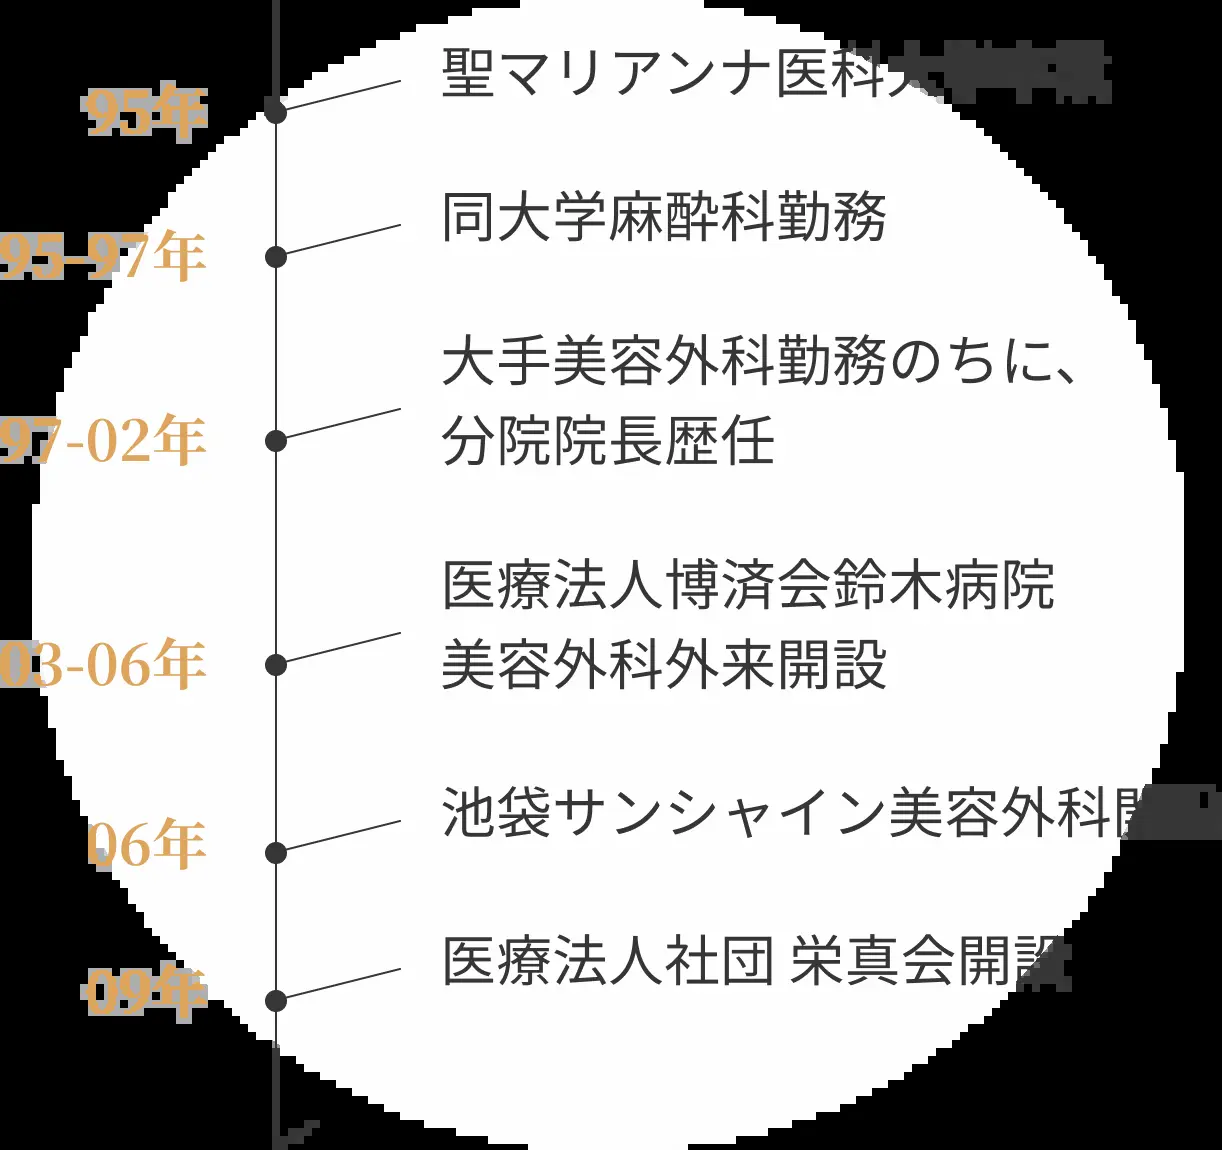 95年
聖マリアンナ医科大
95-97年
同大学麻酔科勤務
97-02年
大手美容外科勤務のちに、
分院院長歴任
03-06年
医療法人博済会鈴木病院
美容外科外来開設
06年
池袋サンシャイン美容外科開
09年
医療法人社団 栄真会開設